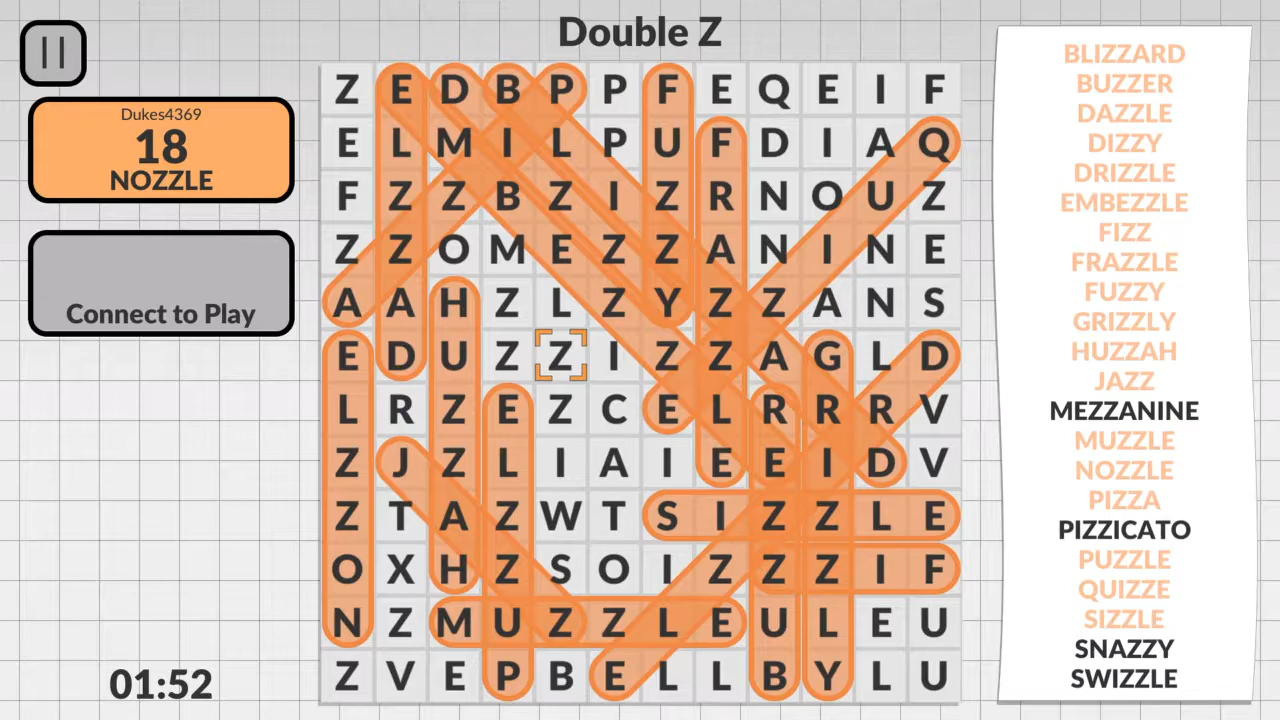 Double Z
Dukes4369
18
NOZZLE
Connect to Play
01:52
Z E D B P P F E Q E I F
E L M I L P U F D I A Q
F Z Z B Z I Z R N O U Z
Z Z O M E Z Z A N I N E
A A H Z L Z Y Z Z A N S
E D U Z Z I Z Z A G L D
L R Z E Z C E L R R R V
Z J Z L I A I E E I D V
Z T A Z W T S I Z Z L E
O X H Z S O I Z Z Z I F
N Z M U Z Z L E U L E U
Z V E P B E L L B Y L U
BLIZZARD
BUZZER
DAZZLE
DIZZY
DRIZZLE
EMBEZZLE
FIZZ
FRAZZLE
FUZZY
GRIZZLY
HUZZAH
JAZZ
MEZZANINE
MUZZLE
NOZZLE
PIZZA
PIZZICATO
PUZZLE
QUIZZE
SIZZLE
SNAZZY
SWIZZLE